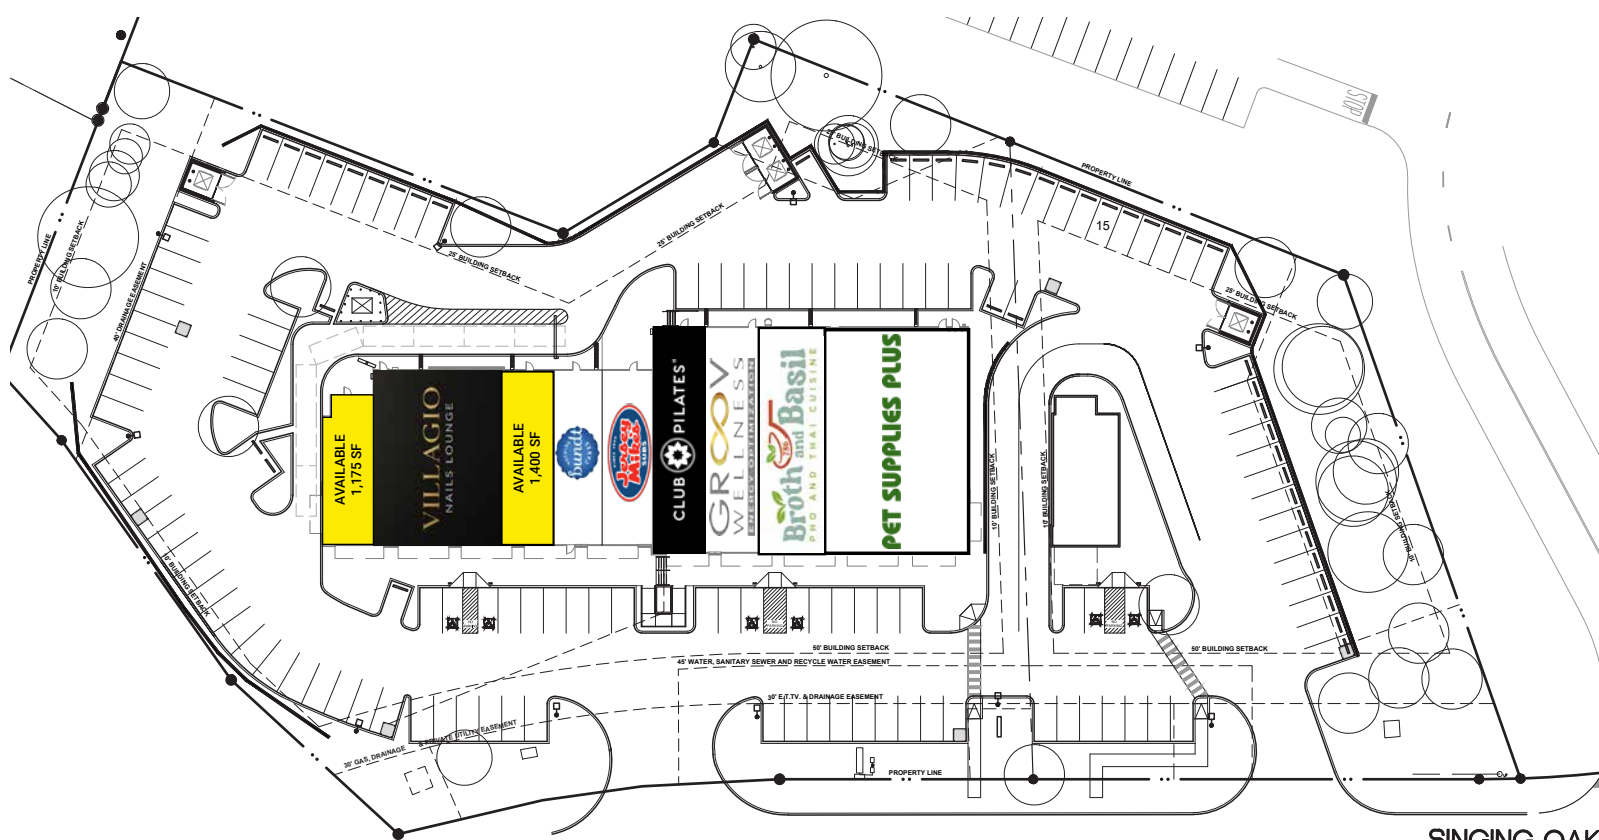 STOP
25' BUILDING SETBACK
PROPERTY LINE
15
PROPERTY LINE
10' BUILDING SETBACK
40' DRAINAGE EASEMENT
25' BUILDING SETBACK
25' BUILDING SETBACK
25' BUILDING SETBACK
AVAILABLE
1,175 SF
VILLAGIO
NAILS LOUNGE
AVAILABLE
1,400 SF
bundt
Jersey
Mike's
SUBS
CLUB PILATES
GROOV
WELLNESS
ENERGY OPTIMIZATION
Broth and Basil
PHO AND THAI CUISINE
PET SUPPLIES PLUS
10' BUILDING SETBACK
10' BUILDING SETBACK
10' BUILDING SETBACK
10' BUILDING SETBACK
50' BUILDING SETBACK
50' BUILDING SETBACK
45' WATER, SANITARY SEWER AND RECYCLE WATER EASEMENT
30' E.T.TV. & DRAINAGE EASEMENT
30' GAS, DRAINAGE & PRIVATE UTILITY EASEMENT
PROPERTY LINE
SINGING OAK